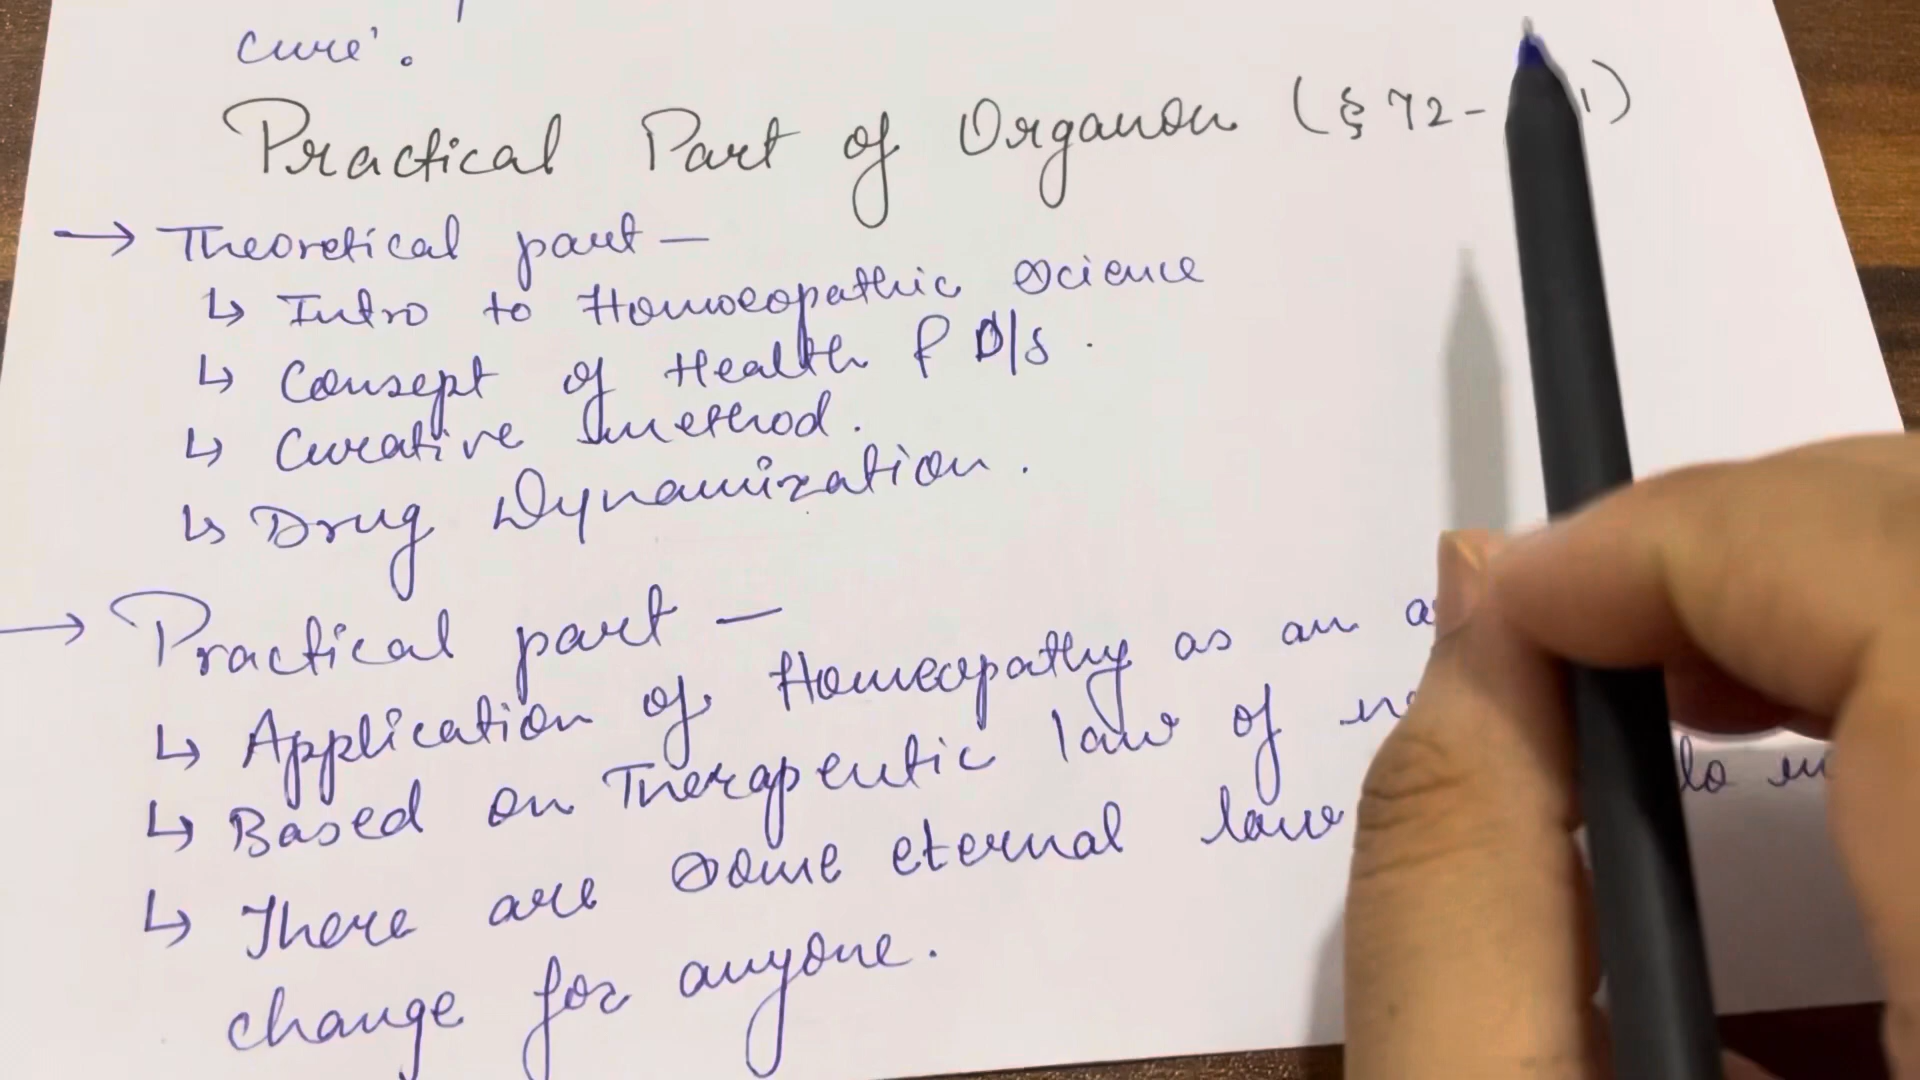 cure'.
Practical Part of Organon (§ 72-
→ Theoretical part —
↳ Intro to Homoeopathic science
↳ Consept of Health & D/s.
↳ Curative method.
↳ Drug Dynamization.
→ Practical part —
↳ Application of Homeopathy as an
↳ Based on Therapeutic law of
↳ There are some eternal law
change for anyone.